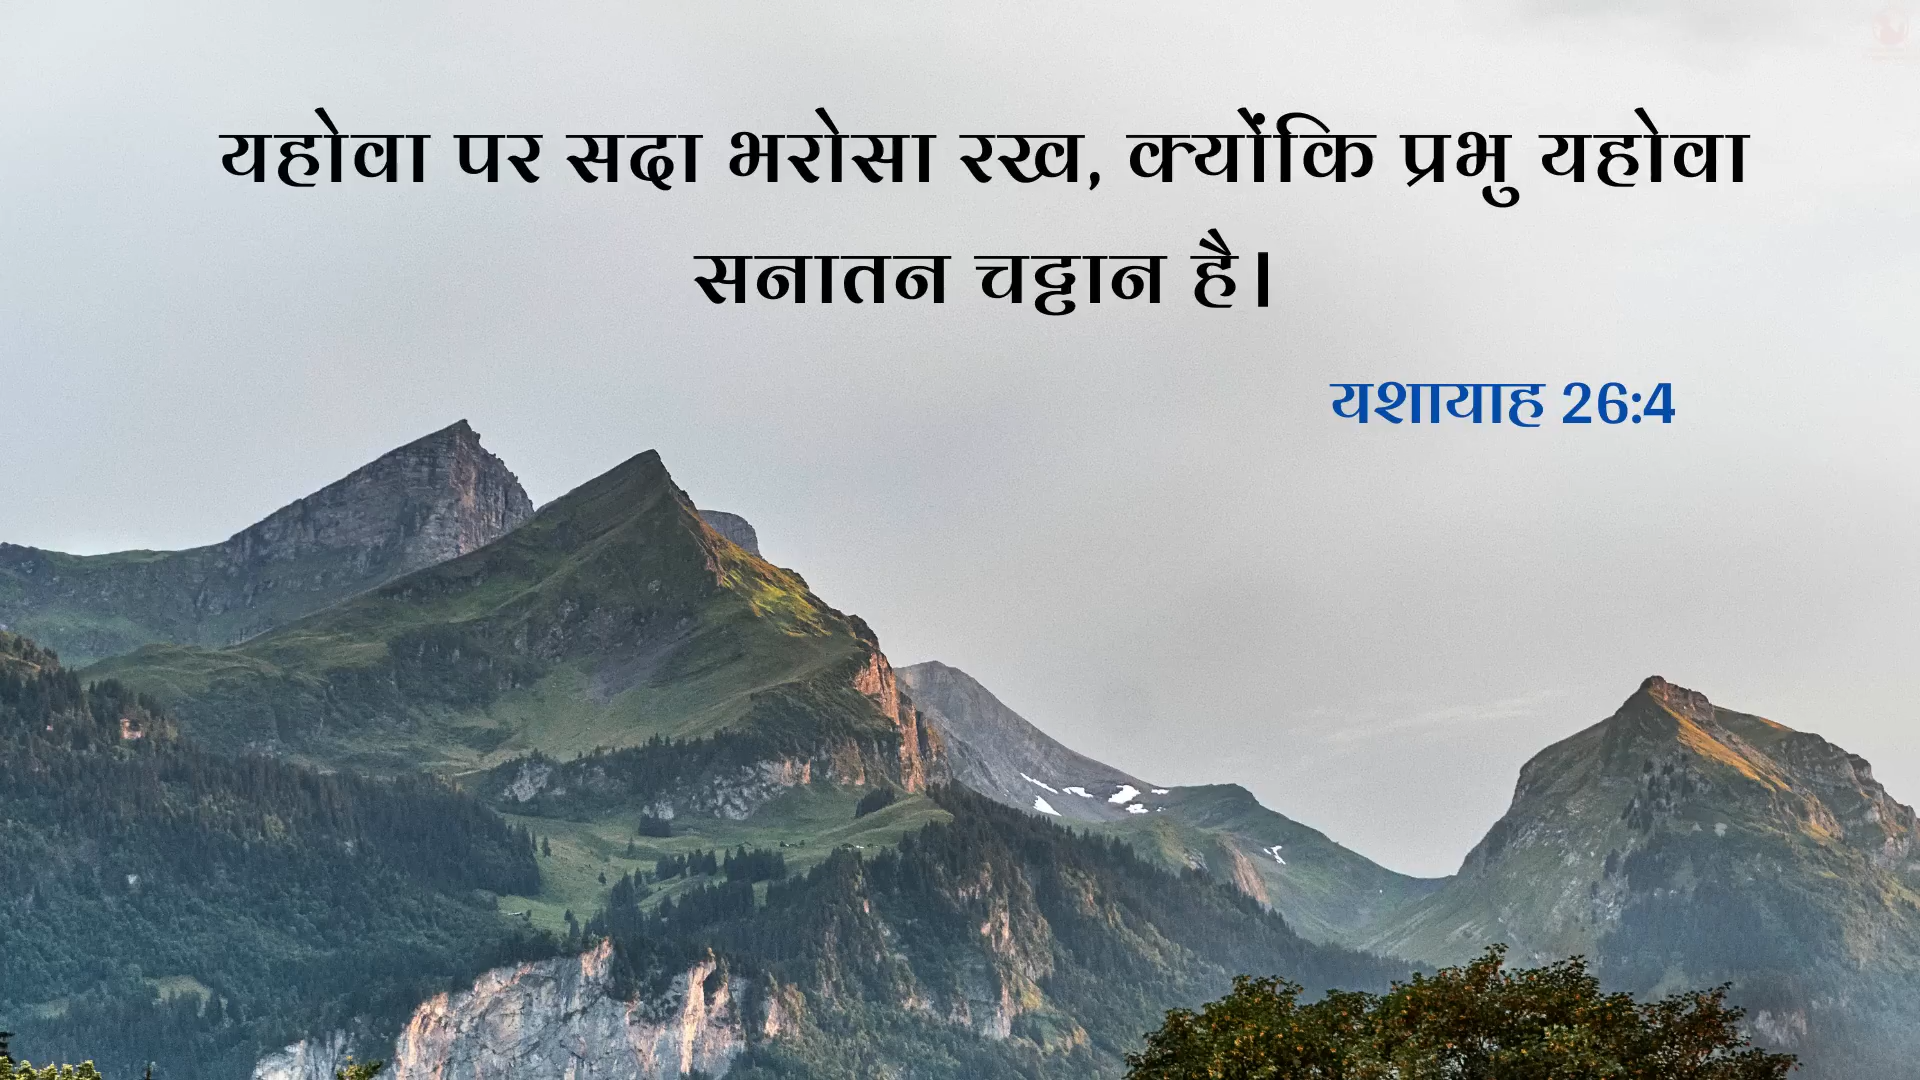 यहोवा पर सदा भरोसा रख, क्योंकि प्रभु यहोवा
सनातन चट्टान है।
यशायाह 26:4